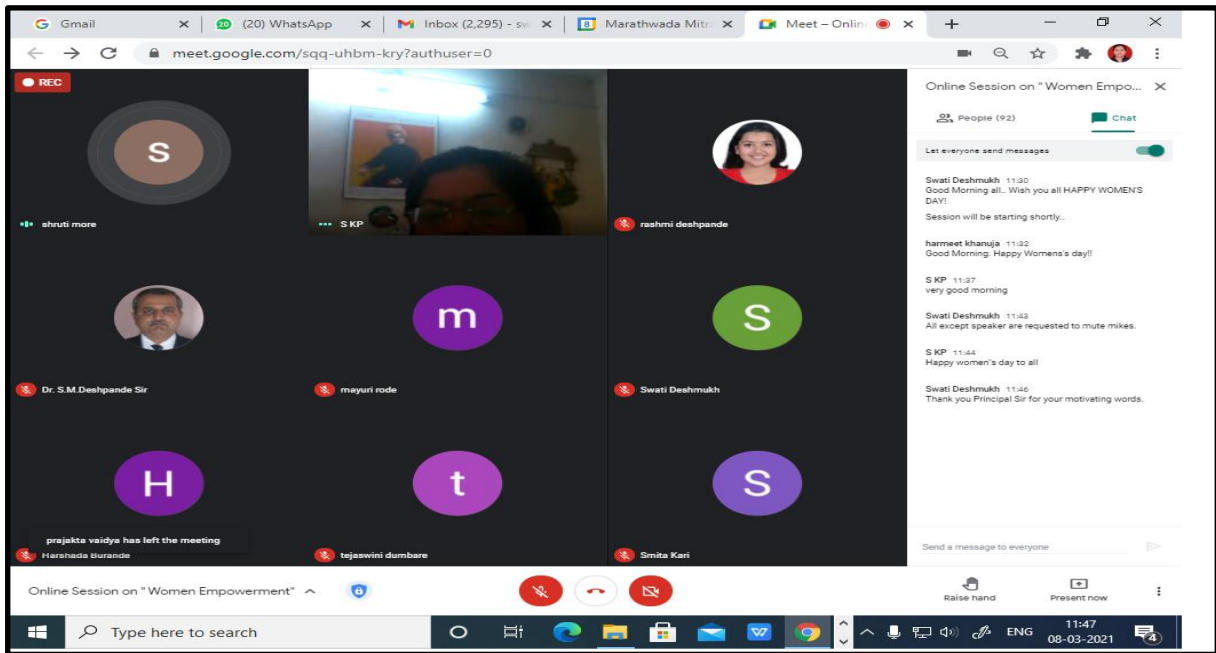 Gmail
(20) WhatsApp
Inbox (2,295) - sw
Marathwada Mitr
Meet – Onlin
meet.google.com/sqq-uhbm-kry?authuser=0
REC
S
shruti more
S KP
rashmi deshpande
Dr. S.M.Deshpande Sir
m
mayuri rode
S
Swati Deshmukh
H
prajakta vaidya has left the meeting
Harshada Burande
t
tejaswini dumbare
S
Smita Kari
Online Session on "Women Empo...
People (92)
Chat
Let everyone send messages
Swati Deshmukh 11:30
Good Morning all.. Wish you all HAPPY WOMEN'S
DAY!
Session will be starting shortly..
harmeet khanuja 11:32
Good Morning. Happy Womens's day!!
S KP 11:37
very good morning
Swati Deshmukh 11:43
All except speaker are requested to mute mikes.
S KP 11:44
Happy women's day to all
Swati Deshmukh 11:46
Thank you Principal Sir for your motivating words.
Send a message to everyone
Online Session on "Women Empowerment"
Raise hand
Present now
Type here to search
ENG
11:47
08-03-2021
4